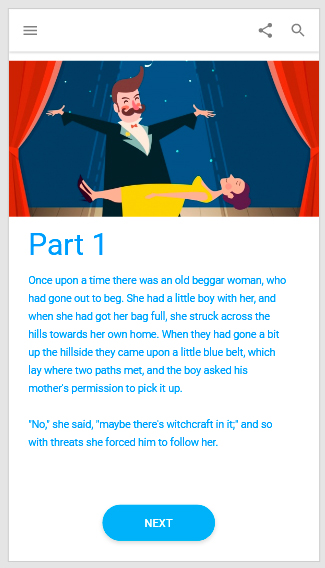 Part 1
Once upon a time there was an old beggar woman, who
had gone out to beg. She had a little boy with her, and
when she had got her bag full, she struck across the
hills towards her own home. When they had gone a bit
up the hillside they came upon a little blue belt, which
lay where two paths met, and the boy asked his
mother's permission to pick it up.
"No," she said, "maybe there's witchcraft in it;" and so
with threats she forced him to follow her.
NEXT